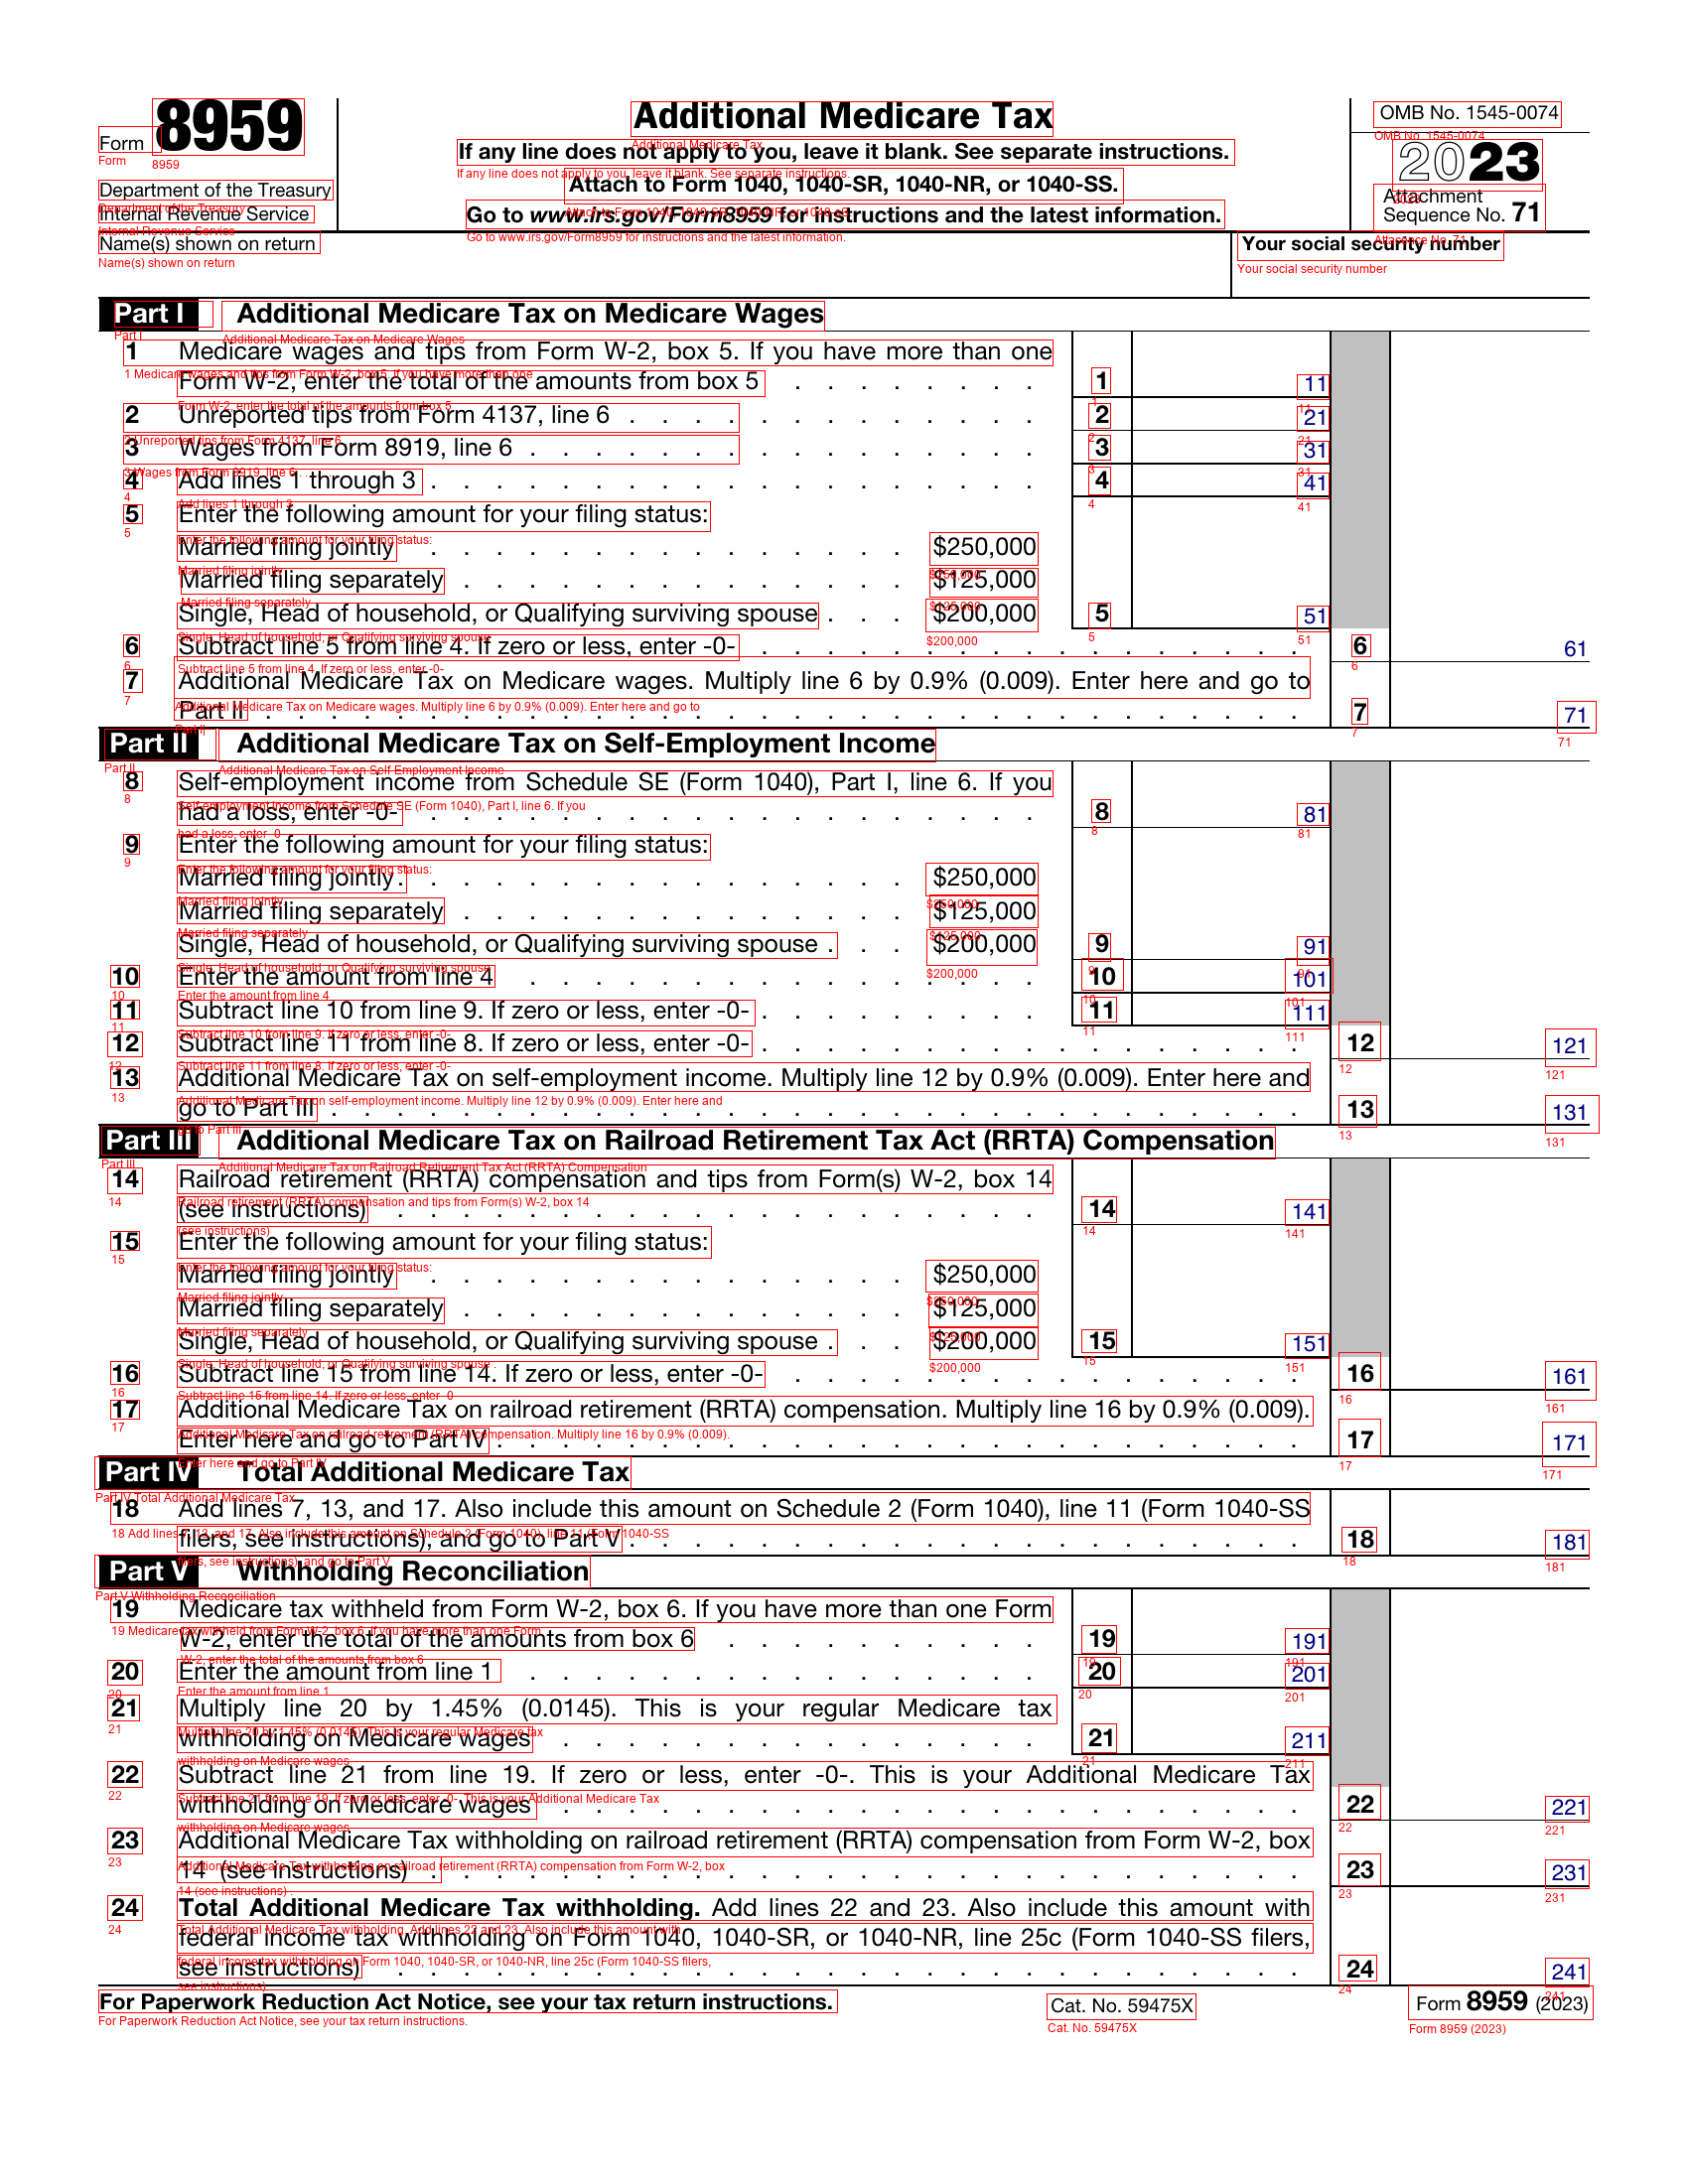 Form 8959
Department of the Treasury
Internal Revenue Service
Additional Medicare Tax
If any line does not apply to you, leave it blank. See separate instructions.
Attach to Form 1040, 1040-SR, 1040-NR, or 1040-SS.
Go to www.irs.gov/Form8959 for instructions and the latest information.
OMB No. 1545-0074
2023
Attachment
Sequence No. 71
Name(s) shown on return
Your social security number
Part I Additional Medicare Tax on Medicare Wages
1 Medicare wages and tips from Form W-2, box 5. If you have more than one
Form W-2, enter the total of the amounts from box 5 1 11
2 Unreported tips from Form 4137, line 6 2 21
3 Wages from Form 8919, line 6 3 31
4 Add lines 1 through 3 4 41
5 Enter the following amount for your filing status:
Married filing jointly $250,000
Married filing separately $125,000
Single, Head of household, or Qualifying surviving spouse $200,000 5 51
6 Subtract line 5 from line 4. If zero or less, enter -0- 6 61
7 Additional Medicare Tax on Medicare wages. Multiply line 6 by 0.9% (0.009). Enter here and go to
Part II 7 71
Part II Additional Medicare Tax on Self-Employment Income
8 Self-employment income from Schedule SE (Form 1040), Part I, line 6. If you
had a loss, enter -0- 8 81
9 Enter the following amount for your filing status:
Married filing jointly $250,000
Married filing separately $125,000
Single, Head of household, or Qualifying surviving spouse $200,000 9 91
10 Enter the amount from line 4 10 101
11 Subtract line 10 from line 9. If zero or less, enter -0- 11 111
12 Subtract line 11 from line 8. If zero or less, enter -0- 12 121
13 Additional Medicare Tax on self-employment income. Multiply line 12 by 0.9% (0.009). Enter here and
go to Part III 13 131
Part III Additional Medicare Tax on Railroad Retirement Tax Act (RRTA) Compensation
14 Railroad retirement (RRTA) compensation and tips from Form(s) W-2, box 14
(see instructions) 14 141
15 Enter the following amount for your filing status:
Married filing jointly $250,000
Married filing separately $125,000
Single, Head of household, or Qualifying surviving spouse $200,000 15 151
16 Subtract line 15 from line 14. If zero or less, enter -0- 16 161
17 Additional Medicare Tax on railroad retirement (RRTA) compensation. Multiply line 16 by 0.9% (0.009).
Enter here and go to Part IV 17 171
Part IV Total Additional Medicare Tax
18 Add lines 7, 13, and 17. Also include this amount on Schedule 2 (Form 1040), line 11 (Form 1040-SS
filers, see instructions), and go to Part V 18 181
Part V Withholding Reconciliation
19 Medicare tax withheld from Form W-2, box 6. If you have more than one Form
W-2, enter the total of the amounts from box 6 19 191
20 Enter the amount from line 1 20 201
21 Multiply line 20 by 1.45% (0.0145). This is your regular Medicare tax
withholding on Medicare wages 21 211
22 Subtract line 21 from line 19. If zero or less, enter -0-. This is your Additional Medicare Tax
withholding on Medicare wages 22 221
23 Additional Medicare Tax withholding on railroad retirement (RRTA) compensation from Form W-2, box
14 (see instructions) 23 231
24 Total Additional Medicare Tax withholding. Add lines 22 and 23. Also include this amount with
federal income tax withholding on Form 1040, 1040-SR, or 1040-NR, line 25c (Form 1040-SS filers,
see instructions) 24 241
For Paperwork Reduction Act Notice, see your tax return instructions. Cat. No. 59475X Form 8959 (2023)